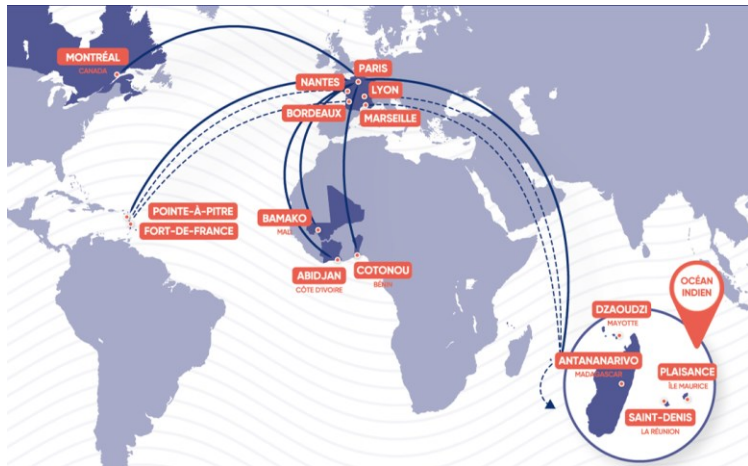 MONTRÉAL
CANADA
PARIS
NANTES
LYON
BORDEAUX
MARSEILLE
POINTE-À-PITRE
FORT-DE-FRANCE
BAMAKO
MALI
ABIDJAN
CÔTE D'IVOIRE
COTONOU
BÉNIN
OCÉAN
INDIEN
DZAOUDZI
MAYOTTE
ANTANANARIVO
MADAGASCAR
PLAISANCE
ÎLE MAURICE
SAINT-DENIS
LA RÉUNION